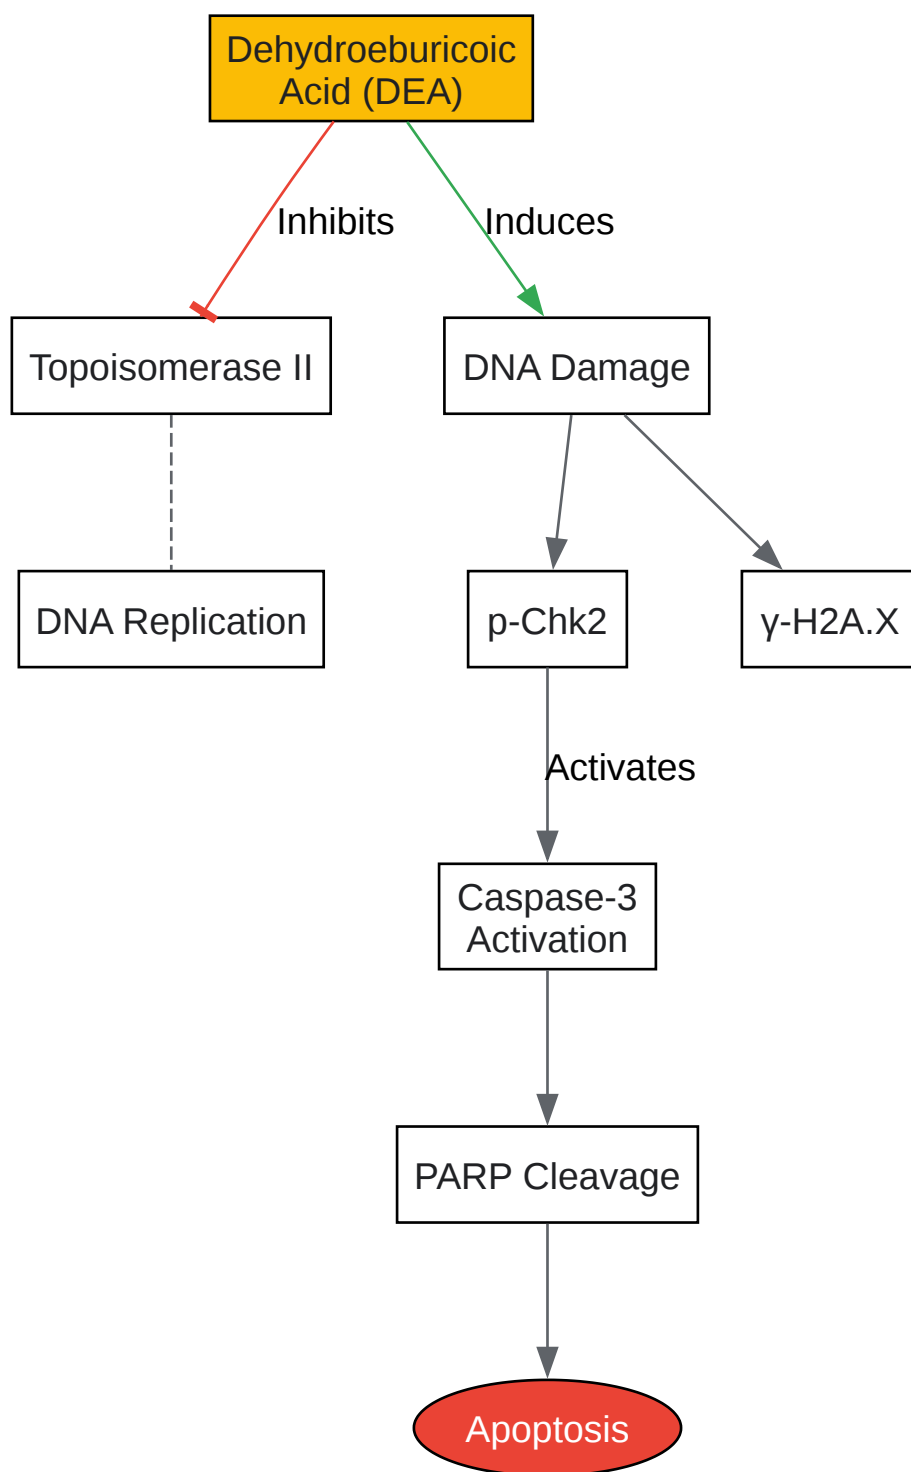 Dehydroeburicoic
Acid (DEA)
Inhibits
Induces
Topoisomerase II
DNA Damage
DNA Replication
p-Chk2
γ-H2A.X
Activates
Caspase-3
Activation
PARP Cleavage
Apoptosis